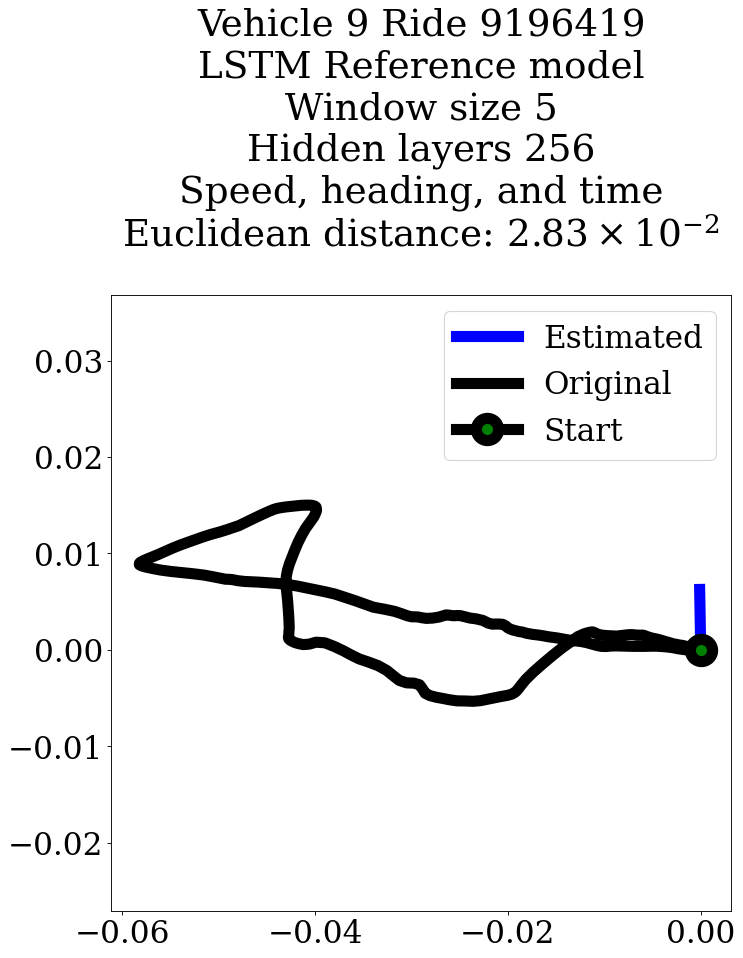 Vehicle 9 Ride 9196419
LSTM Reference model
Window size 5
Hidden layers 256
Speed, heading, and time
Euclidean distance: 2.83 × 10⁻²
Estimated
Original
Start
0.03
0.02
0.01
0.00
−0.01
−0.02
−0.06
−0.04
−0.02
0.00